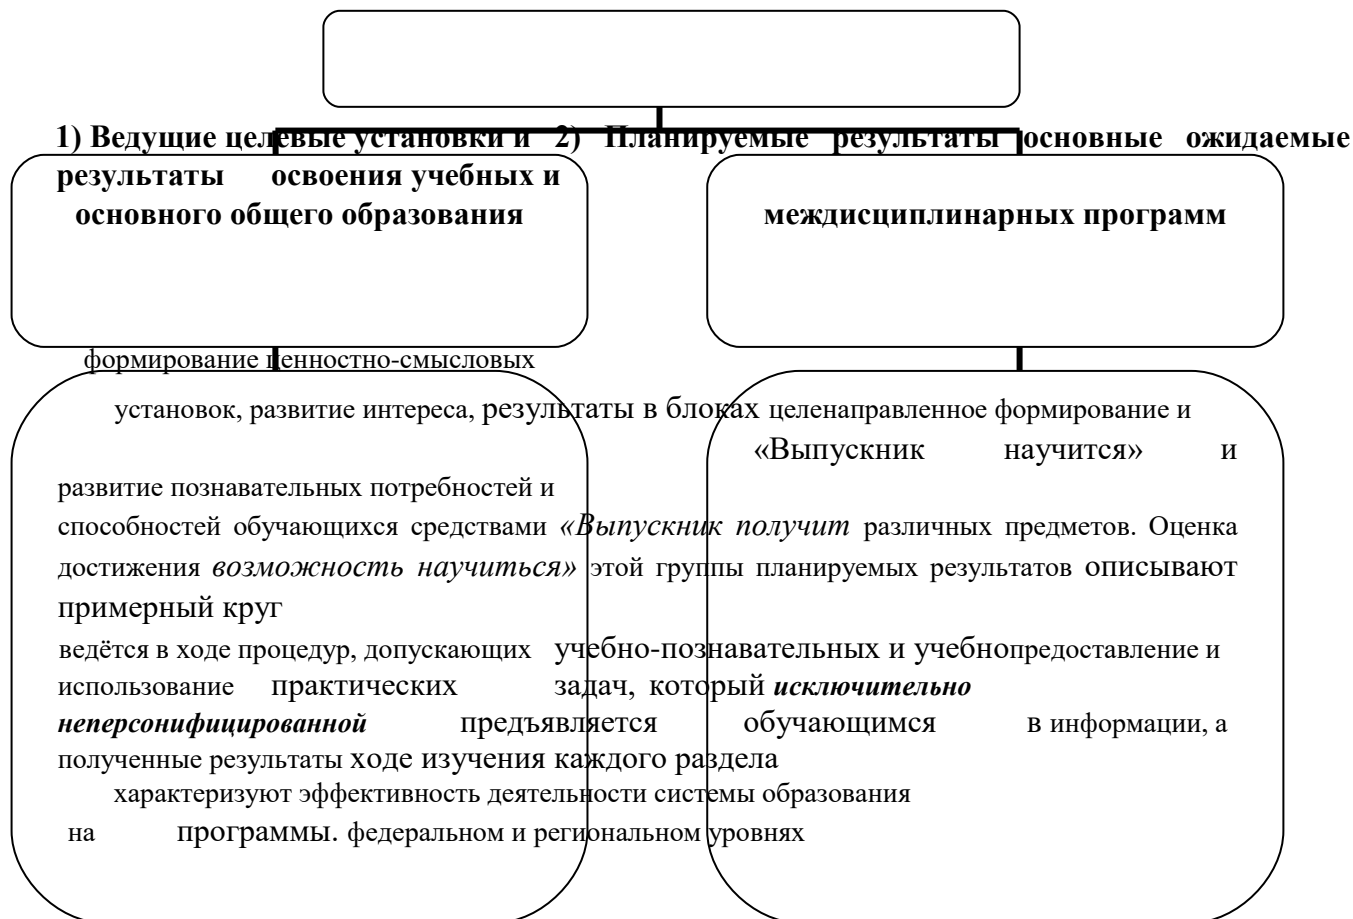 1) Ведущие целевые установки и 2) Планируемые результаты основные ожидаемые
результаты освоения учебных и
основного общего образования междисциплинарных программ
формирование ценностно-смысловых
установок, развитие интереса, результаты в блоках целенаправленное формирование и
«Выпускник научится» и
развитие познавательных потребностей и
способностей обучающихся средствами «Выпускник получит различных предметов. Оценка
достижения возможность научиться» этой группы планируемых результатов описывают
примерный круг
ведётся в ходе процедур, допускающих учебно-познавательных и учебнопредоставление и
использование практических задач, который исключительно
неперсонифицированной предъявляется обучающимся в информации, а
полученные результаты ходе изучения каждого раздела
характеризуют эффективность деятельности системы образования
на программы. федеральном и региональном уровнях